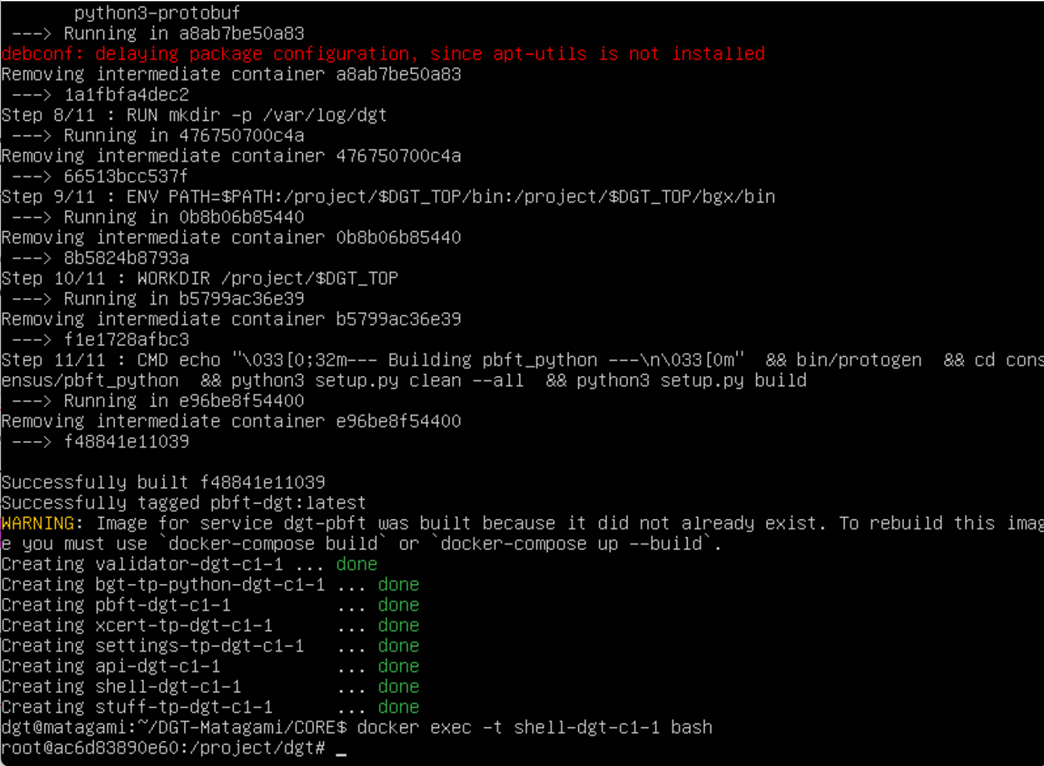 python3-protobuf
---> Running in a8ab7be50a83
debconf: delaying package configuration, since apt-utils is not installed
Removing intermediate container a8ab7be50a83
---> 1a1fbfa4dec2
Step 8/11 : RUN mkdir -p /var/log/dgt
---> Running in 476750700c4a
Removing intermediate container 476750700c4a
---> 66513bcc537f
Step 9/11 : ENV PATH=$PATH:/project/$DGT_TOP/bin:/project/$DGT_TOP/bgx/bin
---> Running in 0b8b06b85440
Removing intermediate container 0b8b06b85440
---> 8b5824b8793a
Step 10/11 : WORKDIR /project/$DGT_TOP
---> Running in b5799ac36e39
Removing intermediate container b5799ac36e39
---> f1e1728afbc3
Step 11/11 : CMD echo "\033[0;32m--- Building pbft_python ---\n\033[0m"  && bin/protogen  && cd cons
ensus/pbft_python  && python3 setup.py clean --all  && python3 setup.py build
---> Running in e96be8f54400
Removing intermediate container e96be8f54400
---> f48841e11039
Successfully built f48841e11039
Successfully tagged pbft-dgt:latest
WARNING: Image for service dgt-pbft was built because it did not already exist. To rebuild this imag
e you must use `docker-compose build` or `docker-compose up --build`.
Creating validator-dgt-c1-1 ... done
Creating bgt-tp-python-dgt-c1-1 ... done
Creating pbft-dgt-c1-1          ... done
Creating xcert-tp-dgt-c1-1      ... done
Creating settings-tp-dgt-c1-1   ... done
Creating api-dgt-c1-1           ... done
Creating shell-dgt-c1-1         ... done
Creating stuff-tp-dgt-c1-1      ... done
dgt@matagami:~/DGT-Matagami/CORE$ docker exec -t shell-dgt-c1-1 bash
root@ac6d83890e60:/project/dgt# _